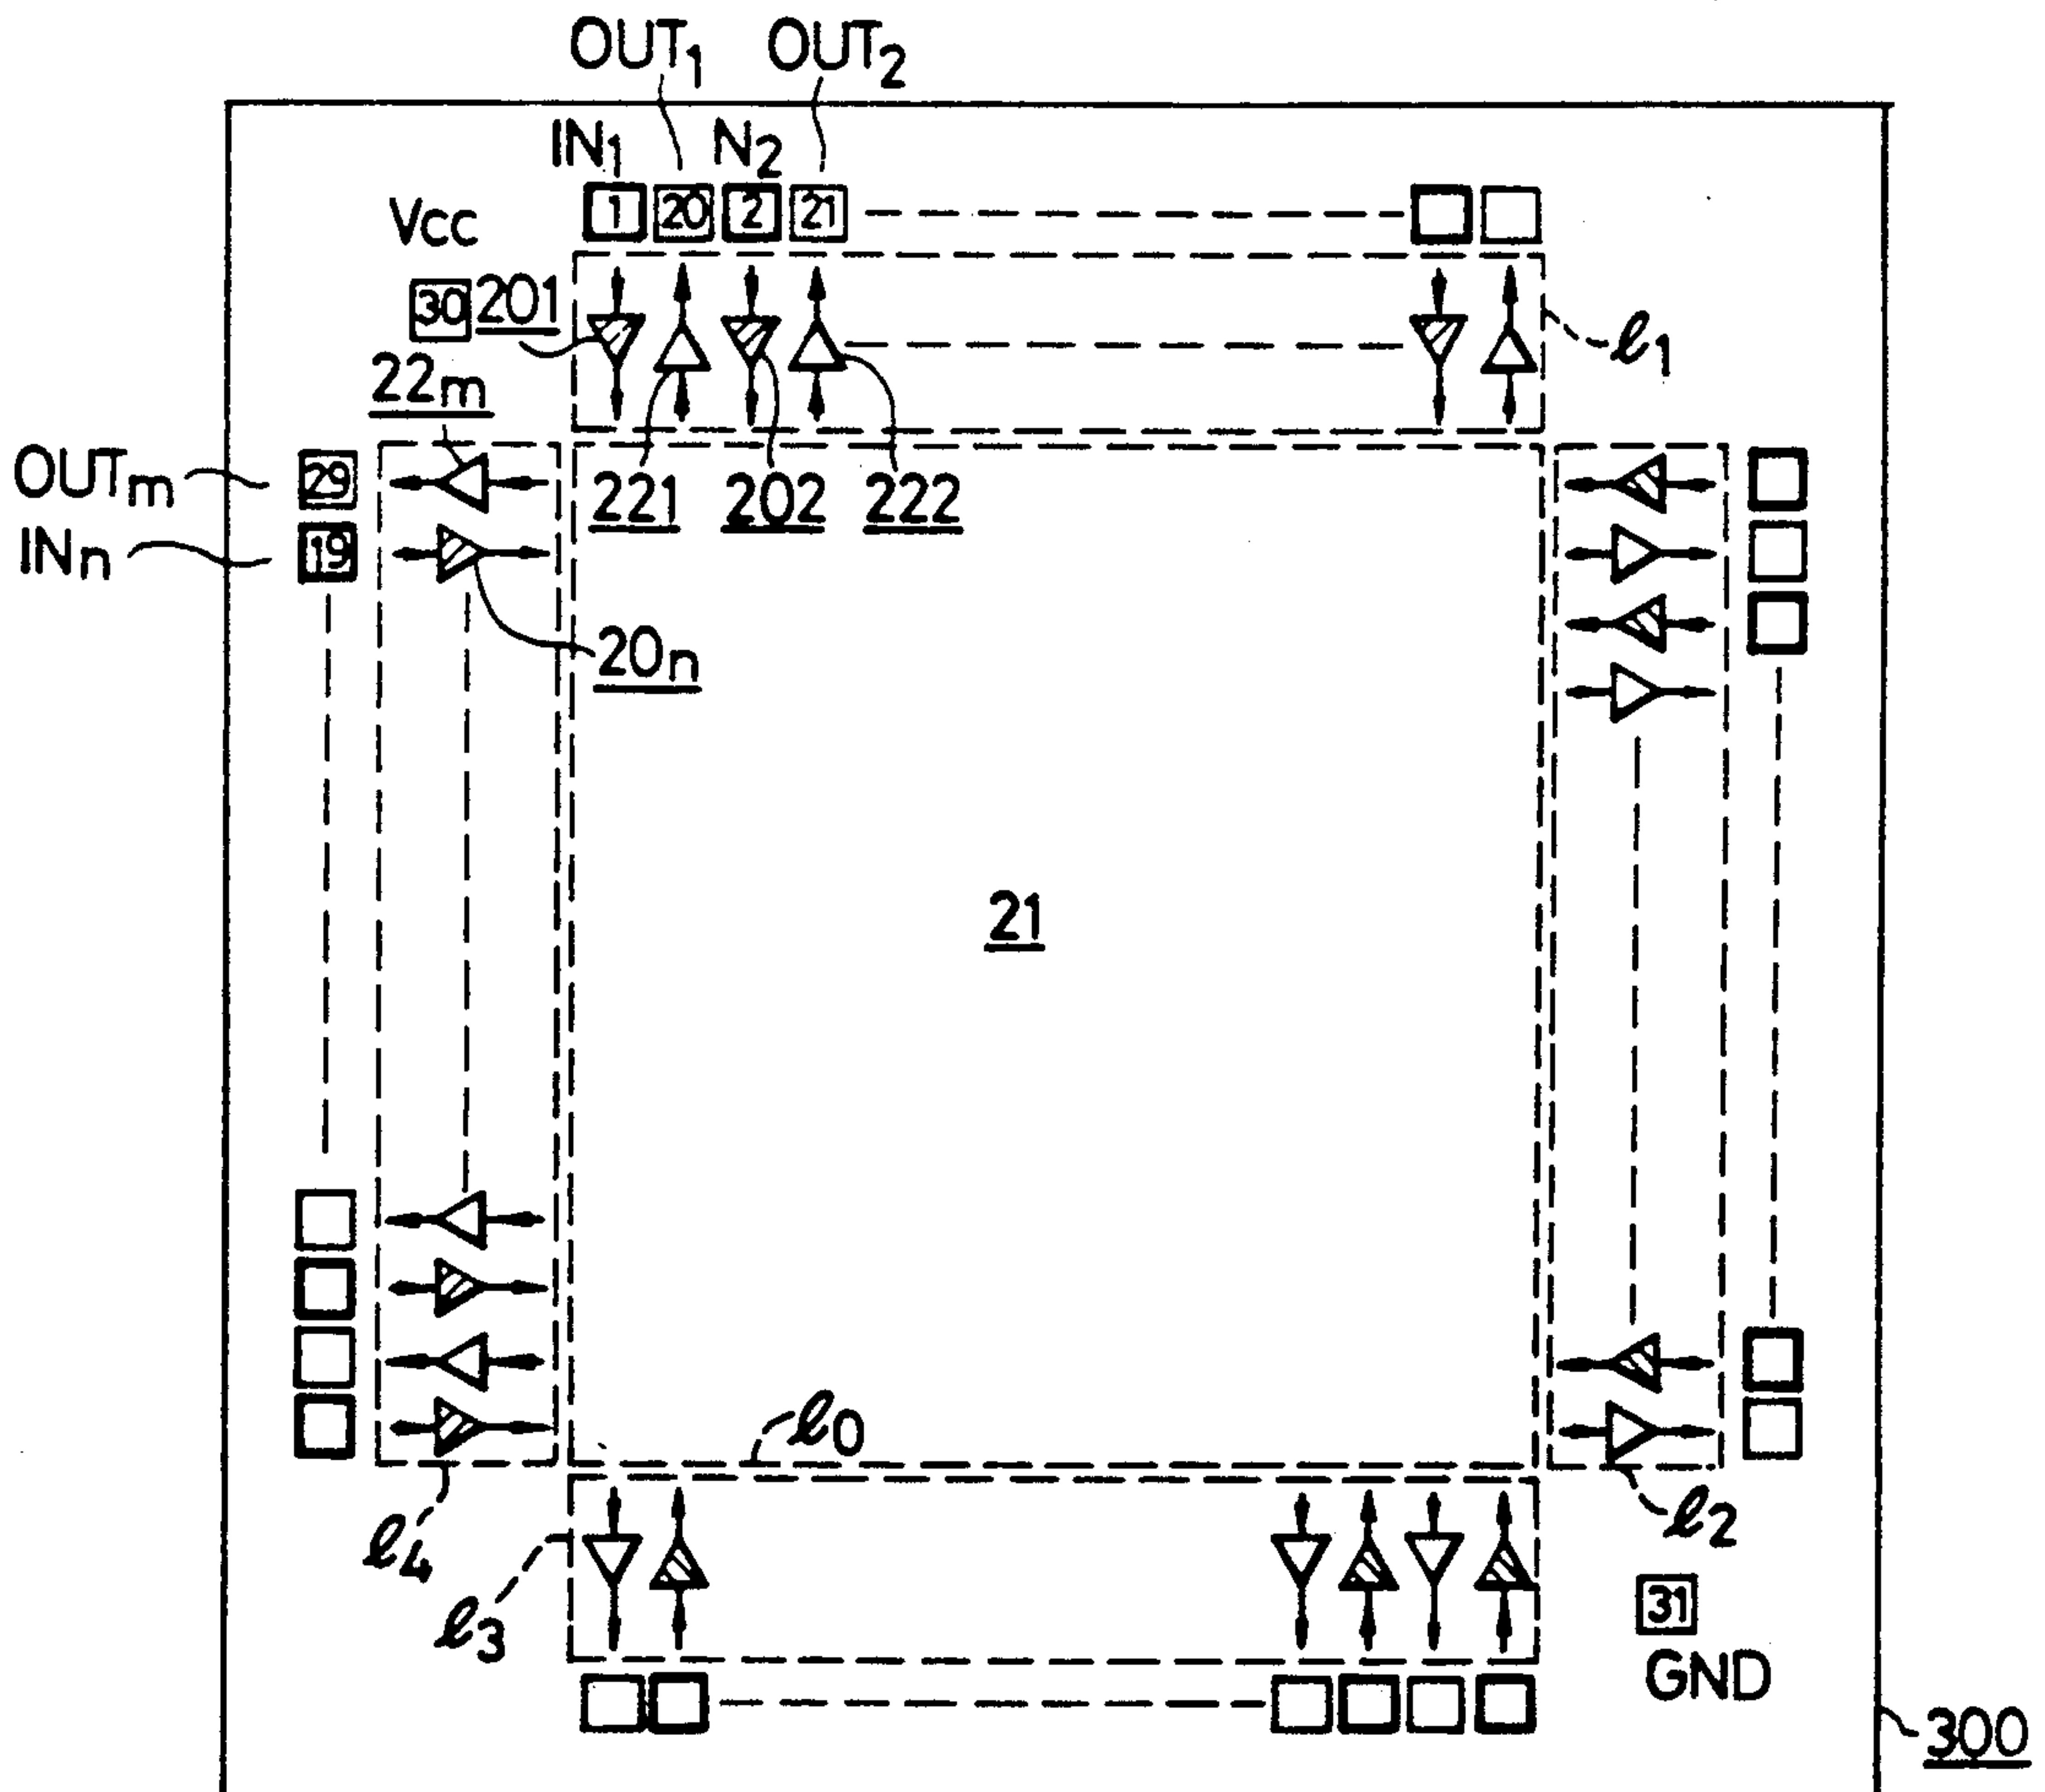 OUT1 OUT2
IN1 N2
1 20 2 21
Vcc
30 201
22m
l1
OUTm 29
221 202 222
INn 19
20n
21
l0
l2
l4
l3
31
GND
300